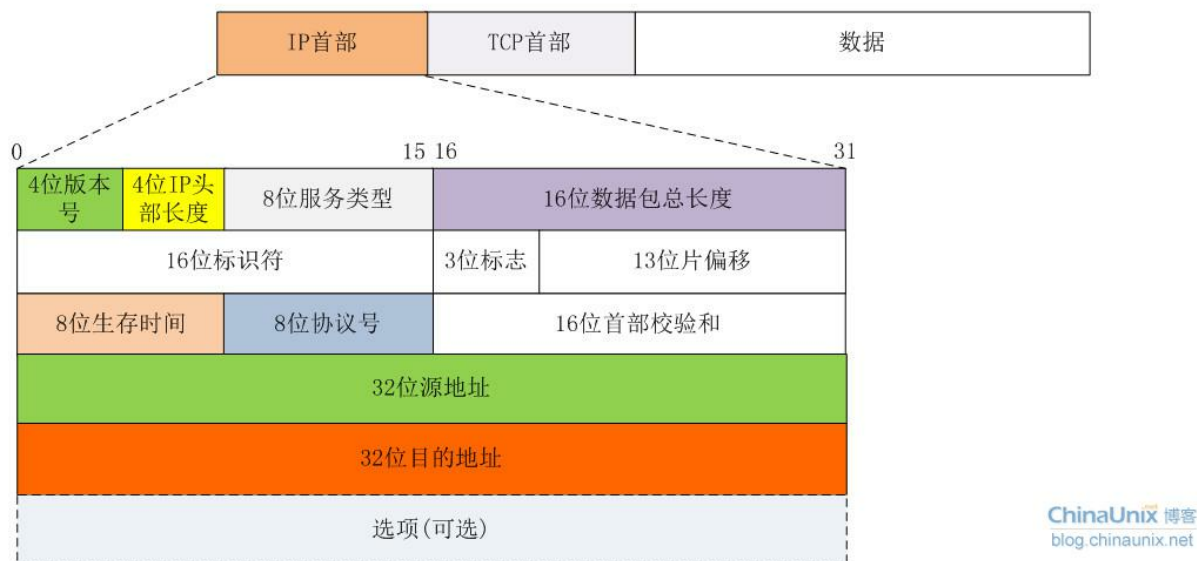 IP首部 TCP首部 数据
0 15 16 31
4位版本号 4位IP头部长度 8位服务类型 16位数据包总长度
16位标识符 3位标志 13位片偏移
8位生存时间 8位协议号 16位首部校验和
32位源地址
32位目的地址
选项(可选)
ChinaUnix 博客
blog.chinaunix.net